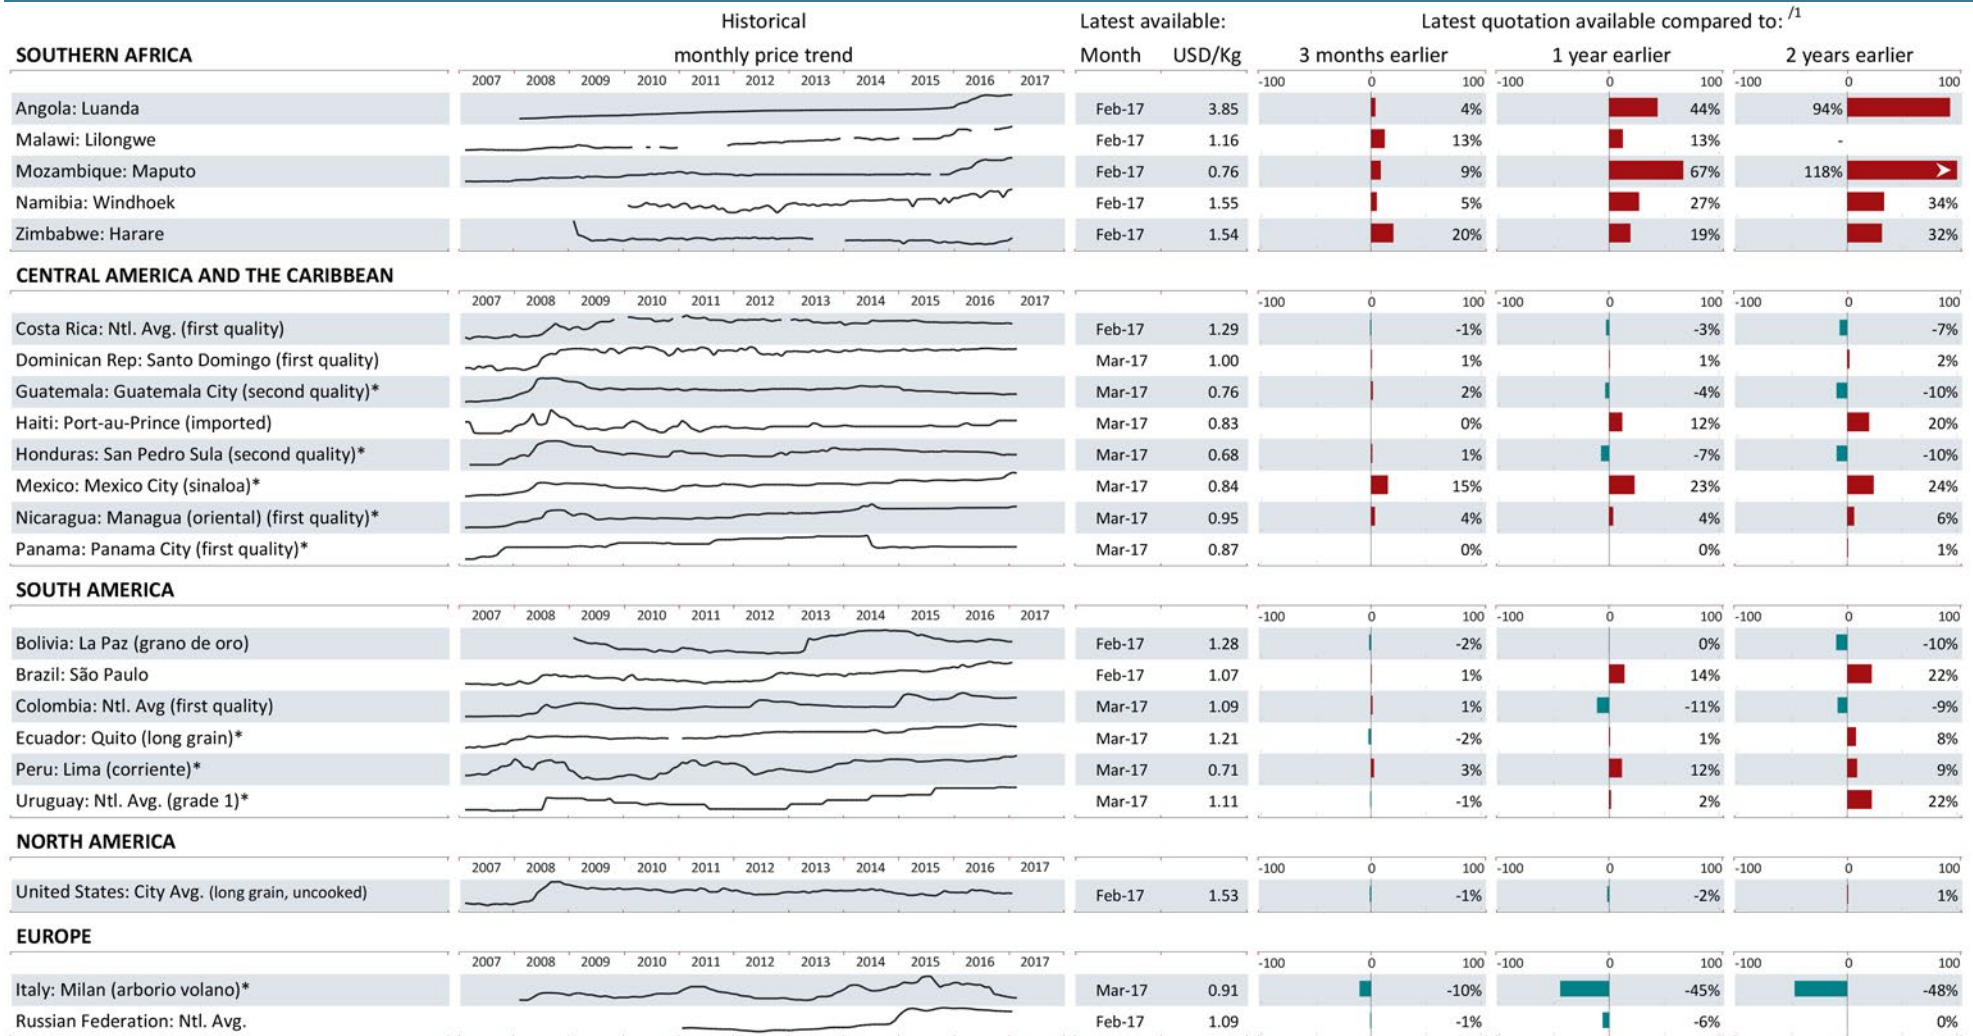 Historical Latest available: Latest quotation available compared to: /1
SOUTHERN AFRICA monthly price trend Month USD/Kg 3 months earlier 1 year earlier 2 years earlier
2007 2008 2009 2010 2011 2012 2013 2014 2015 2016 2017 -100 0 100 -100 0 100 -100 0 100
Angola: Luanda Feb-17 3.85 4% 44% 94%
Malawi: Lilongwe Feb-17 1.16 13% 13% -
Mozambique: Maputo Feb-17 0.76 9% 67% 118%
Namibia: Windhoek Feb-17 1.55 5% 27% 34%
Zimbabwe: Harare Feb-17 1.54 20% 19% 32%
CENTRAL AMERICA AND THE CARIBBEAN
2007 2008 2009 2010 2011 2012 2013 2014 2015 2016 2017 -100 0 100 -100 0 100 -100 0 100
Costa Rica: Ntl. Avg. (first quality) Feb-17 1.29 -1% -3% -7%
Dominican Rep: Santo Domingo (first quality) Mar-17 1.00 1% 1% 2%
Guatemala: Guatemala City (second quality)* Mar-17 0.76 2% -4% -10%
Haiti: Port-au-Prince (imported) Mar-17 0.83 0% 12% 20%
Honduras: San Pedro Sula (second quality)* Mar-17 0.68 1% -7% -10%
Mexico: Mexico City (sinaloa)* Mar-17 0.84 15% 23% 24%
Nicaragua: Managua (oriental) (first quality)* Mar-17 0.95 4% 4% 6%
Panama: Panama City (first quality)* Mar-17 0.87 0% 0% 1%
SOUTH AMERICA
2007 2008 2009 2010 2011 2012 2013 2014 2015 2016 2017 -100 0 100 -100 0 100 -100 0 100
Bolivia: La Paz (grano de oro) Feb-17 1.28 -2% 0% -10%
Brazil: São Paulo Feb-17 1.07 1% 14% 22%
Colombia: Ntl. Avg (first quality) Mar-17 1.09 1% -11% -9%
Ecuador: Quito (long grain)* Mar-17 1.21 -2% 1% 8%
Peru: Lima (corriente)* Mar-17 0.71 3% 12% 9%
Uruguay: Ntl. Avg. (grade 1)* Mar-17 1.11 -1% 2% 22%
NORTH AMERICA
2007 2008 2009 2010 2011 2012 2013 2014 2015 2016 2017 -100 0 100 -100 0 100 -100 0 100
United States: City Avg. (long grain, uncooked) Feb-17 1.53 -1% -2% 1%
EUROPE
2007 2008 2009 2010 2011 2012 2013 2014 2015 2016 2017 -100 0 100 -100 0 100 -100 0 100
Italy: Milan (arborio volano)* Mar-17 0.91 -10% -45% -48%
Russian Federation: Ntl. Avg. Feb-17 1.09 -1% -6% 0%